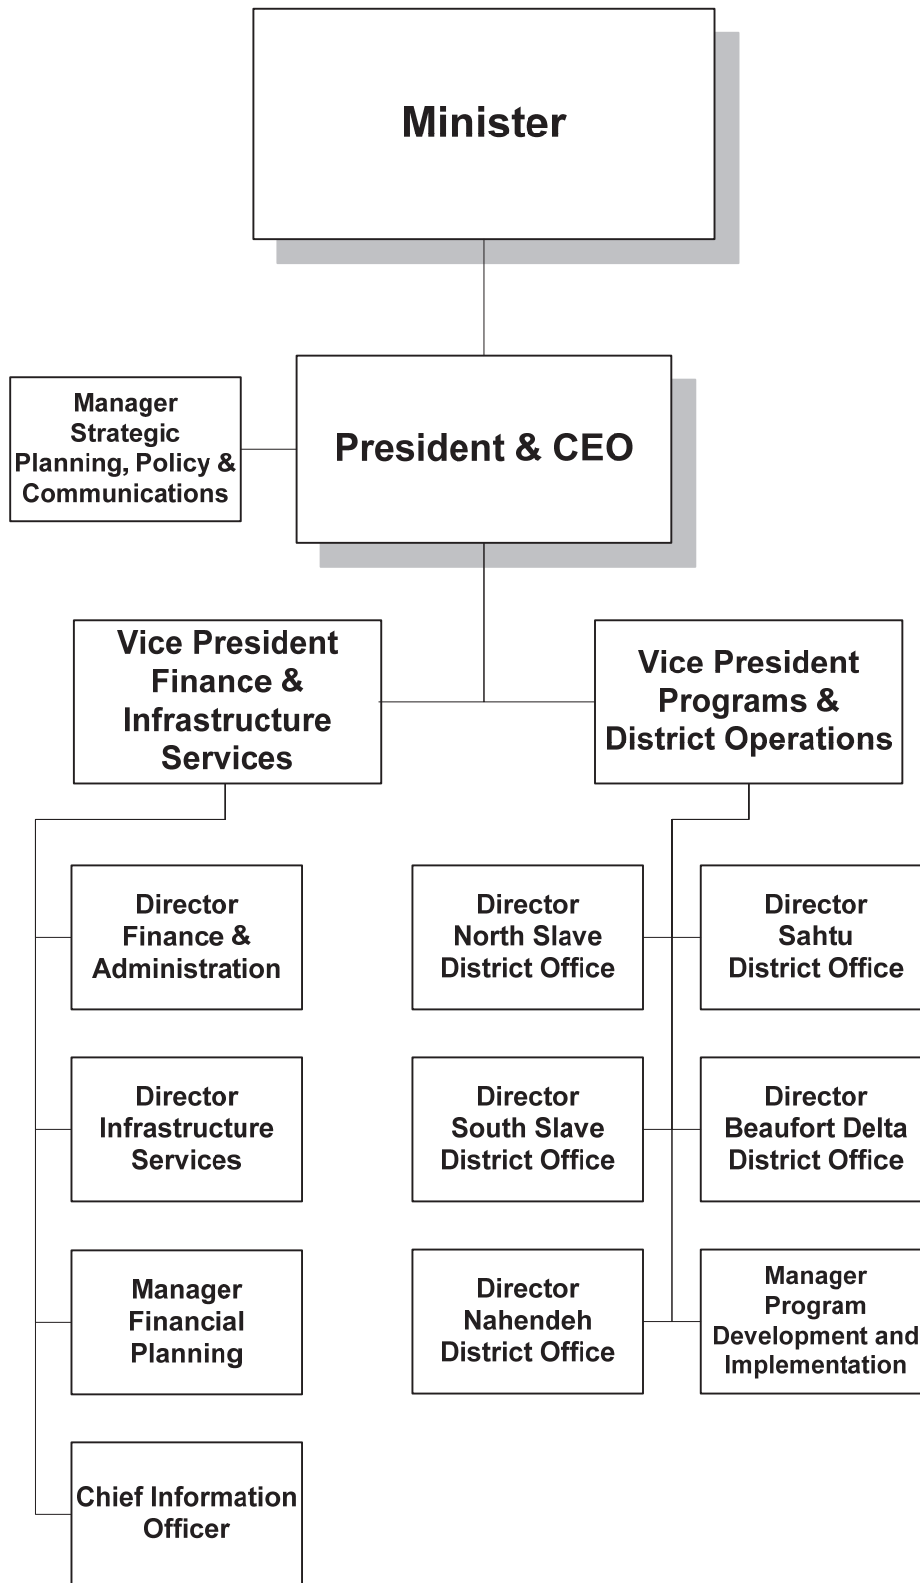 Minister
Manager
Strategic
Planning, Policy &
Communications
President & CEO
Vice President
Finance &
Infrastructure
Services
Vice President
Programs &
District Operations
Director
Finance &
Administration
Director
North Slave
District Office
Director
Sahtu
District Office
Director
Infrastructure
Services
Director
South Slave
District Office
Director
Beaufort Delta
District Office
Manager
Financial
Planning
Director
Nahendeh
District Office
Manager
Program
Development and
Implementation
Chief Information
Officer